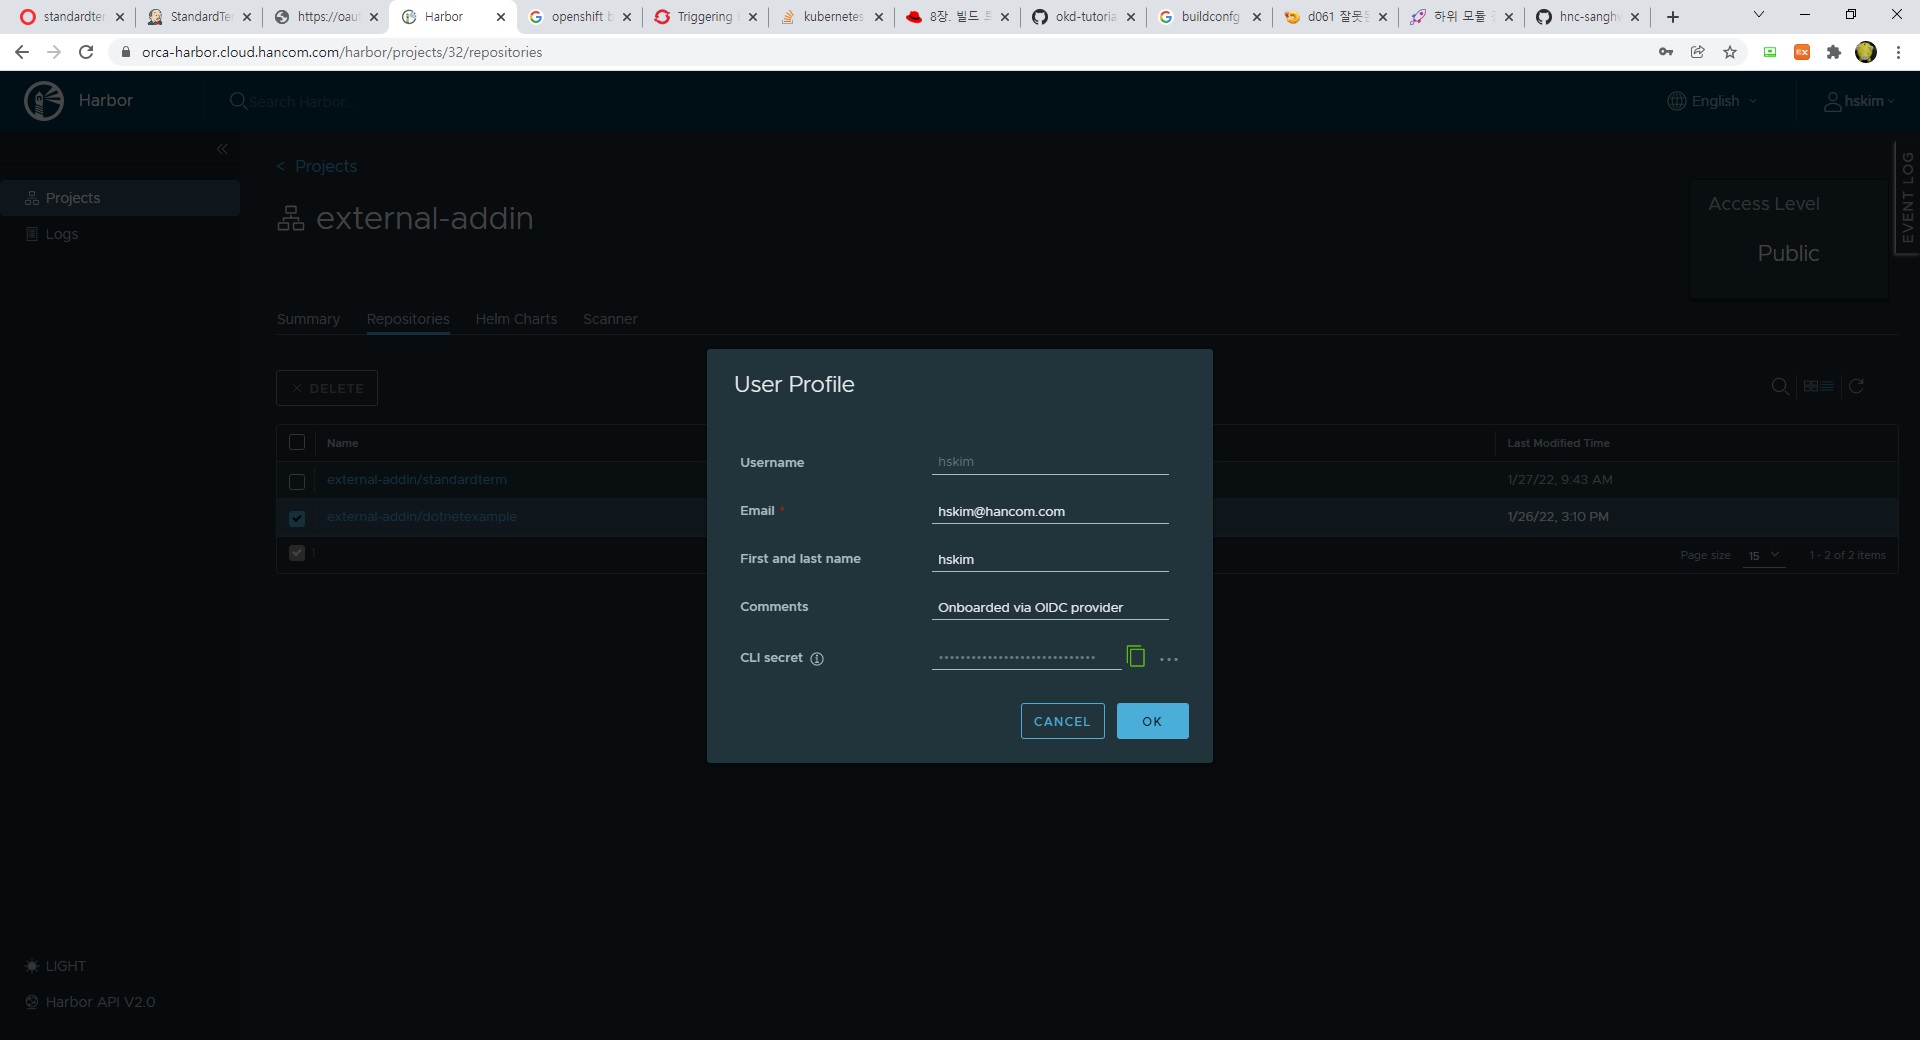 standardter
StandardTer
https://oaut
Harbor
openshift b
Triggering
kubernetes
8장. 빌드 트
okd-tutoria
buildconfg
d061 잘못된
하위 모듈
hnc-sanghw
orca-harbor.cloud.hancom.com/harbor/projects/32/repositories
EX
Harbor
Search Harbor...
English
hskim
Projects
Logs
< Projects
external-addin
Access Level
Public
EVENT LOG
Summary
Repositories
Helm Charts
Scanner
DELETE
Name
Last Modified Time
external-addin/standardterm
1/27/22, 9:43 AM
external-addin/dotnetexample
1/26/22, 3:10 PM
1
Page size
15
1 - 2 of 2 items
User Profile
Username
hskim
Email *
hskim@hancom.com
First and last name
hskim
Comments
Onboarded via OIDC provider
CLI secret
•••••••••••••••••••••••••••••
...
CANCEL
OK
LIGHT
Harbor API V2.0